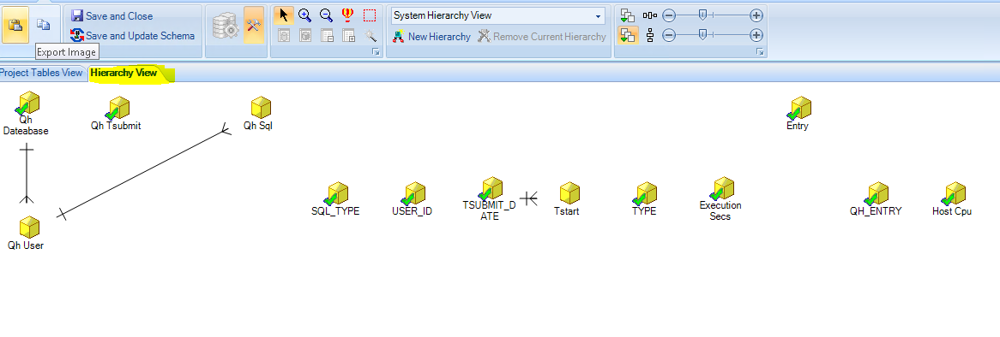 Save and Close
System Hierarchy View
Save and Update Schema
New Hierarchy
Remove Current Hierarchy
Export Image
Project Tables View
Hierarchy View
Qh
Dateabase
Qh Tsubmit
Qh Sql
Entry
SQL_TYPE
USER_ID
TSUBMIT_D
ATE
Tstart
TYPE
Execution
Secs
QH_ENTRY
Host Cpu
Qh User